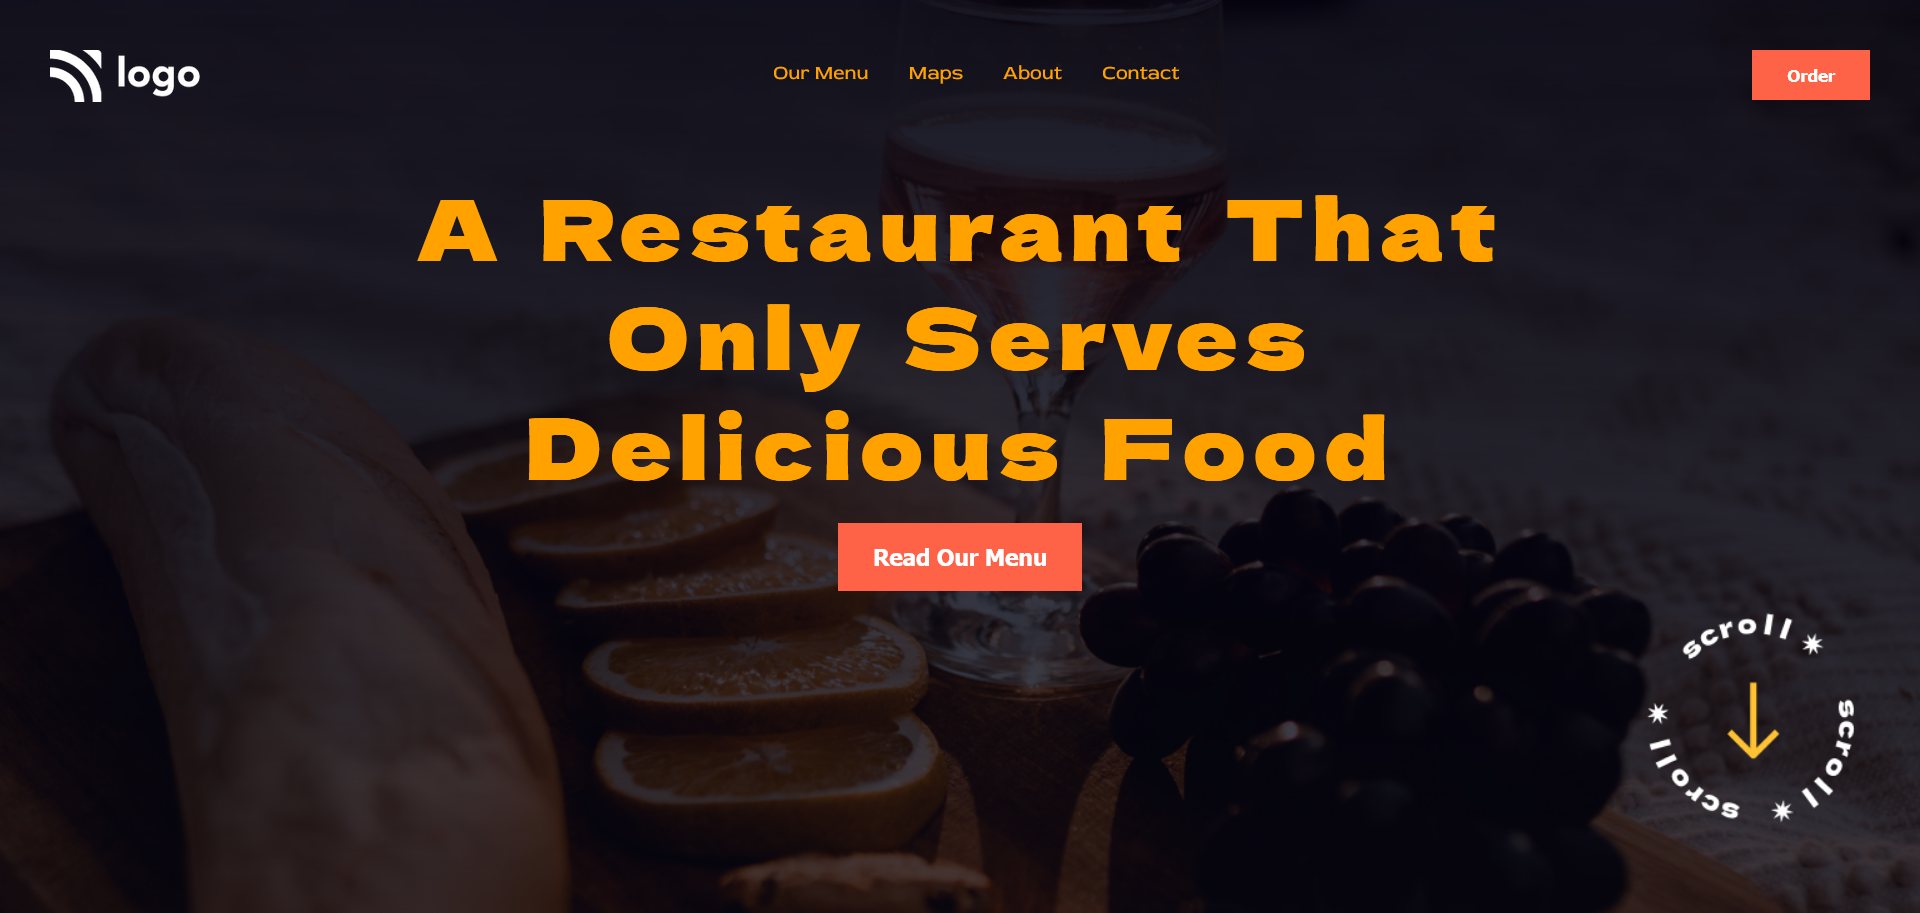 logo
Our Menu Maps About Contact
Order
A Restaurant That
Only Serves
Delicious Food
Read Our Menu
scroll
scroll
scroll